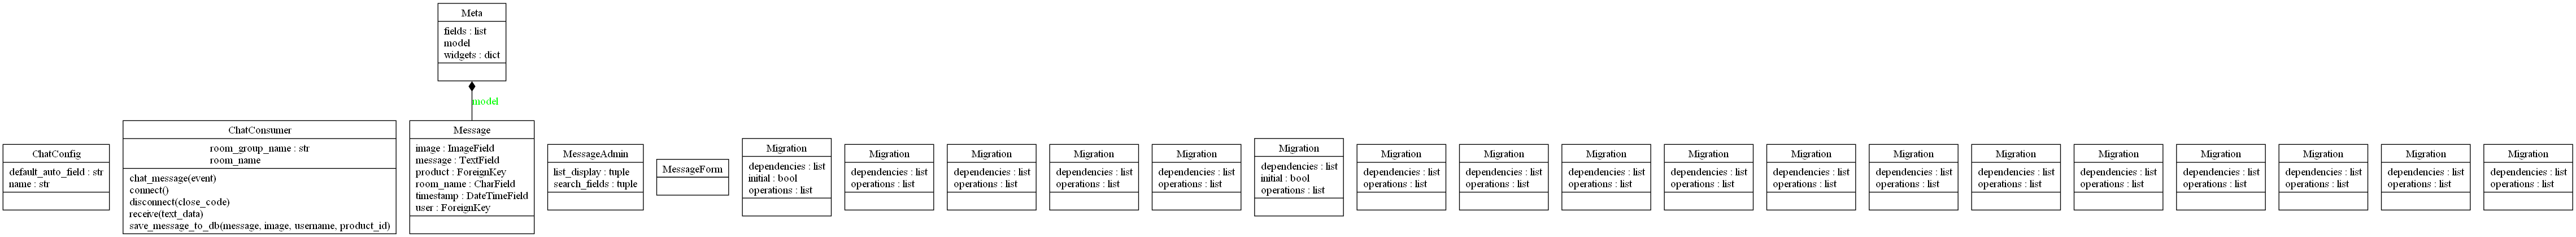 Meta
fields : list
model
widgets : dict
model
ChatConfig
default_auto_field : str
name : str
ChatConsumer
room_group_name : str
room_name
chat_message(event)
connect()
disconnect(close_code)
receive(text_data)
save_message_to_db(message, image, username, product_id)
Message
image : ImageField
message : TextField
product : ForeignKey
room_name : CharField
timestamp : DateTimeField
user : ForeignKey
MessageAdmin
list_display : tuple
search_fields : tuple
MessageForm
Migration
dependencies : list
initial : bool
operations : list
Migration
dependencies : list
operations : list
Migration
dependencies : list
operations : list
Migration
dependencies : list
operations : list
Migration
dependencies : list
operations : list
Migration
dependencies : list
initial : bool
operations : list
Migration
dependencies : list
operations : list
Migration
dependencies : list
operations : list
Migration
dependencies : list
operations : list
Migration
dependencies : list
operations : list
Migration
dependencies : list
operations : list
Migration
dependencies : list
operations : list
Migration
dependencies : list
operations : list
Migration
dependencies : list
operations : list
Migration
dependencies : list
operations : list
Migration
dependencies : list
operations : list
Migration
dependencies : list
operations : list
Migration
dependencies : list
operations : list